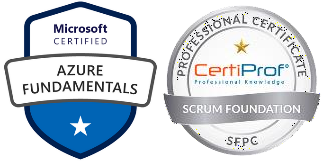 Microsoft
CERTIFIED
AZURE
FUNDAMENTALS
PROFESSIONAL CERTIFICATE
CertiProf®
Professional Knowledge
SCRUM FOUNDATION
SFPC